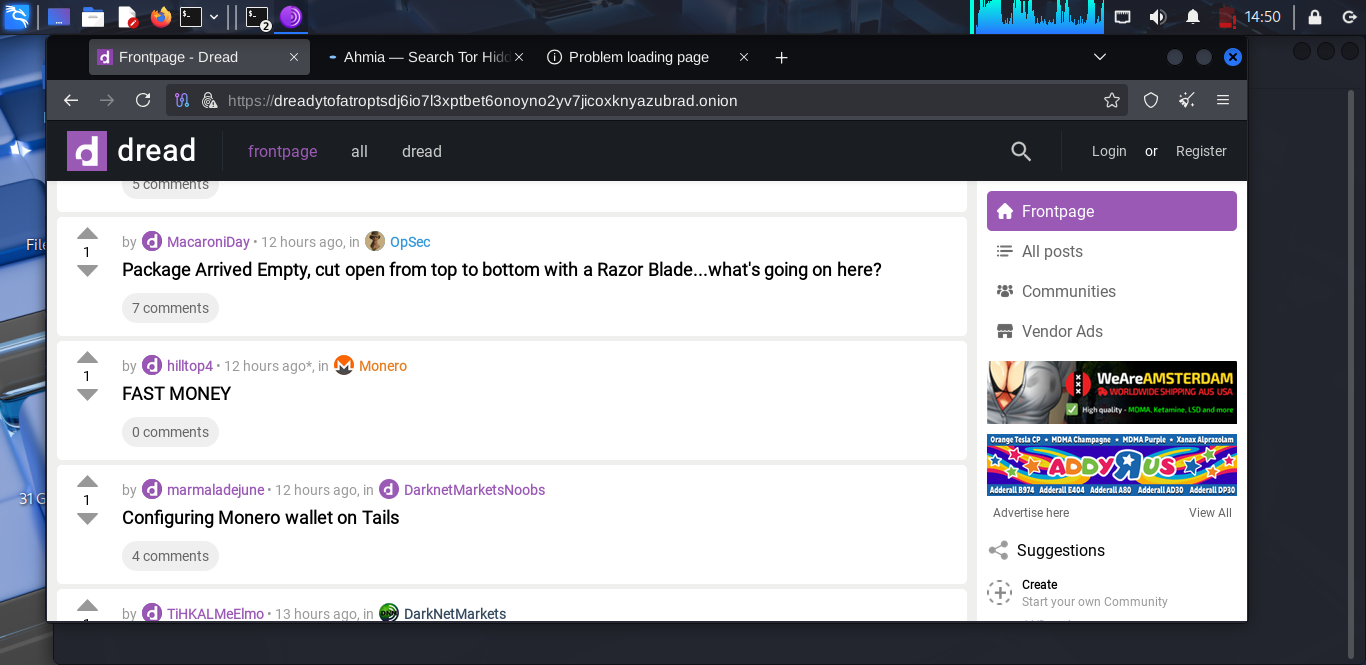 2
14:50
Frontpage - Dread
Ahmia — Search Tor Hidd
Problem loading page
https://dreadytofatroptsdj6io7l3xptbet6onoyno2yv7jicoxknyazubrad.onion
d dread
frontpage
all
dread
Login or Register
5 comments
1
by MacaroniDay • 12 hours ago, in OpSec
Package Arrived Empty, cut open from top to bottom with a Razor Blade...what's going on here?
7 comments
1
by hilltop4 • 12 hours ago*, in Monero
FAST MONEY
0 comments
1
by marmaladejune • 12 hours ago, in DarknetMarketsNoobs
Configuring Monero wallet on Tails
4 comments
by TiHKALMeElmo • 13 hours ago, in DarkNetMarkets
Frontpage
All posts
Communities
Vendor Ads
WeAreAMSTERDAM
WORLDWIDE SHIPPING AUS USA
High quality - MDMA, Ketamine, LSD and more
Orange Tesla CP • MDMA Champagne • MDMA Purple • Xanax Alprazolam
ADDYRUS
Adderall B974 Adderall E404 Adderall A80 Adderall AD30 Adderall DP30
Advertise here
View All
Suggestions
Create
Start your own Community
File
31 G